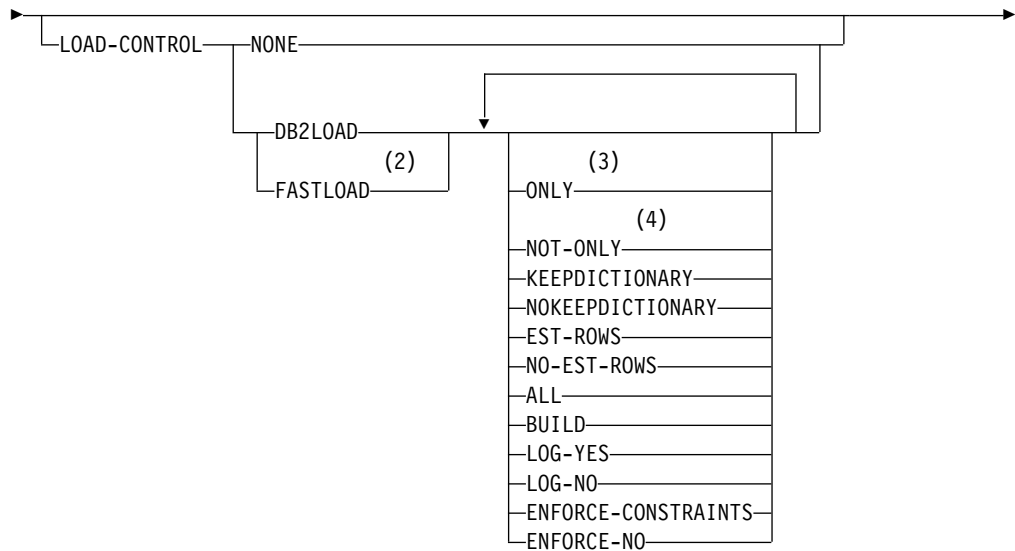 LOAD-CONTROL NONE
DB2LOAD
(2)
FASTLOAD
(3)
ONLY
(4)
NOT-ONLY
KEEPDICTIONARY
NOKEEPDICTIONARY
EST-ROWS
NO-EST-ROWS
ALL
BUILD
LOG-YES
LOG-NO
ENFORCE-CONSTRAINTS
ENFORCE-NO